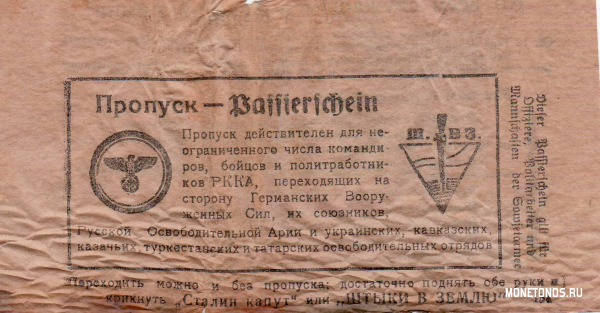 Пропуск — Passierschein
Пропуск действителен для не-
ограниченного числа команди-
ров, бойцов и политработни-
ков РККА, переходящих на
сторону Германских Воору-
женных Сил, их союзников,
Русской Освободительной Арии и украинских, кавказских,
казачьих, туркестанских и татарских освободительных отрядов
Ш. ВЗ.
Dieser Passierschein gilt für
Offiziere, Politarbeiter und
Mannschaften der Sowjetarmee
Переходить можно и без пропуска: достаточно поднять обе руки и
крикнуть „Сталин капут" или „ШТЫКИ В ЗЕМЛЮ"
MONETONOS.RU